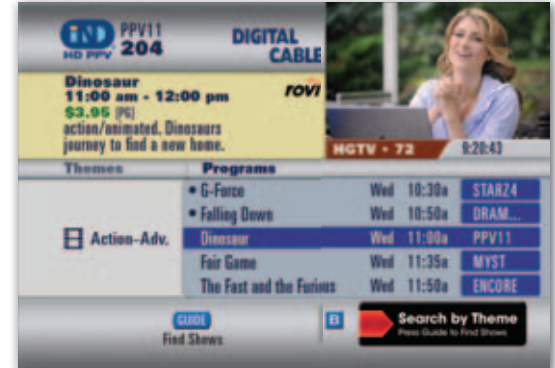 iND PPV11
HD PPV 204
DIGITAL
CABLE
Dinosaur
11:00 am - 12:00 pm
$3.95 [PG]
action/animated. Dinosaurs
journey to find a new home.
rovi
HGTV • 72 9:20:43
Themes Programs
• G-Force Wed 10:30a STARZ4
• Falling Down Wed 10:50a DRAM...
Action-Adv. Dinosaur Wed 11:00a PPV11
Fair Game Wed 11:35a MYST
The Fast and the Furious Wed 11:50a ENCORE
GUIDE
Find Shows
B Search by Theme
Press Guide to Find Shows